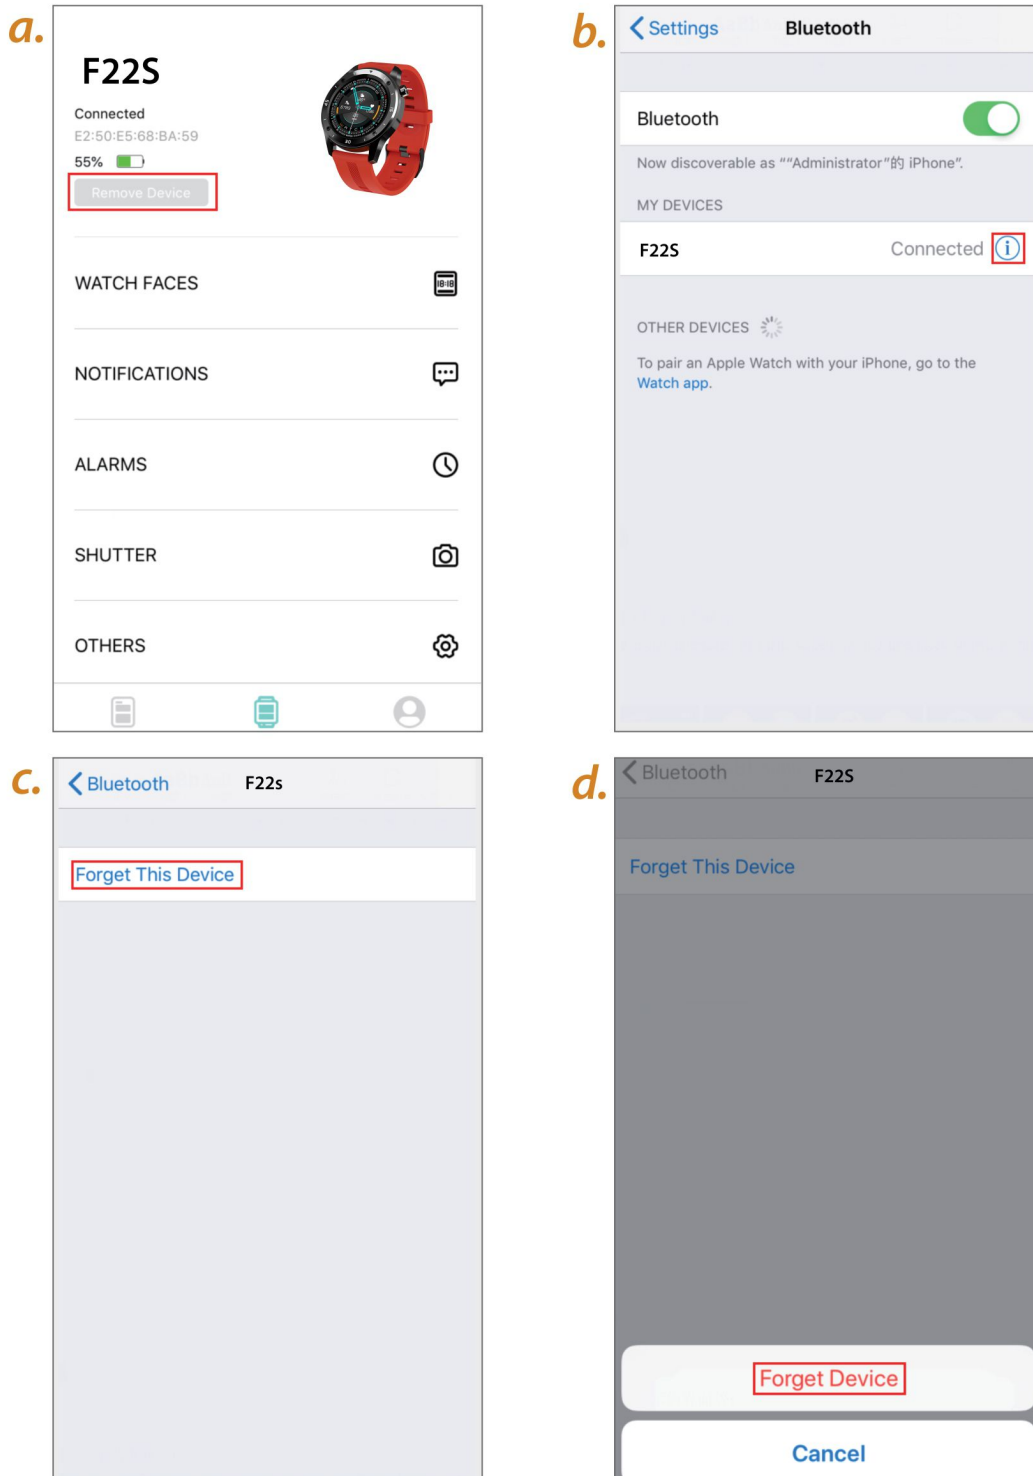 a.
F22S
Connected
E2:50:E5:68:BA:59
55%
Remove Device
WATCH FACES
18:18
NOTIFICATIONS
ALARMS
SHUTTER
OTHERS
b.
Settings Bluetooth
Bluetooth
Now discoverable as ""Administrator"的 iPhone".
MY DEVICES
F22S Connected i
OTHER DEVICES
To pair an Apple Watch with your iPhone, go to the
Watch app.
c.
Bluetooth F22s
Forget This Device
d.
Bluetooth F22S
Forget This Device
Forget Device
Cancel